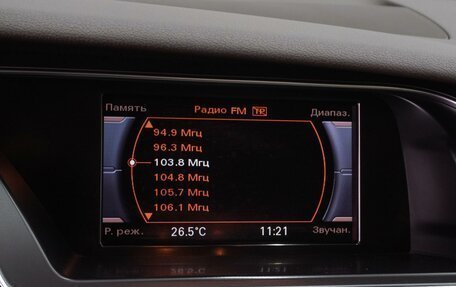 Память Радио FM TP Диапаз.
94.9 Мгц
96.3 Мгц
103.8 Мгц
104.8 Мгц
105.7 Мгц
106.1 Мгц
Р. реж. 26.5°C 11:21 Звучан.